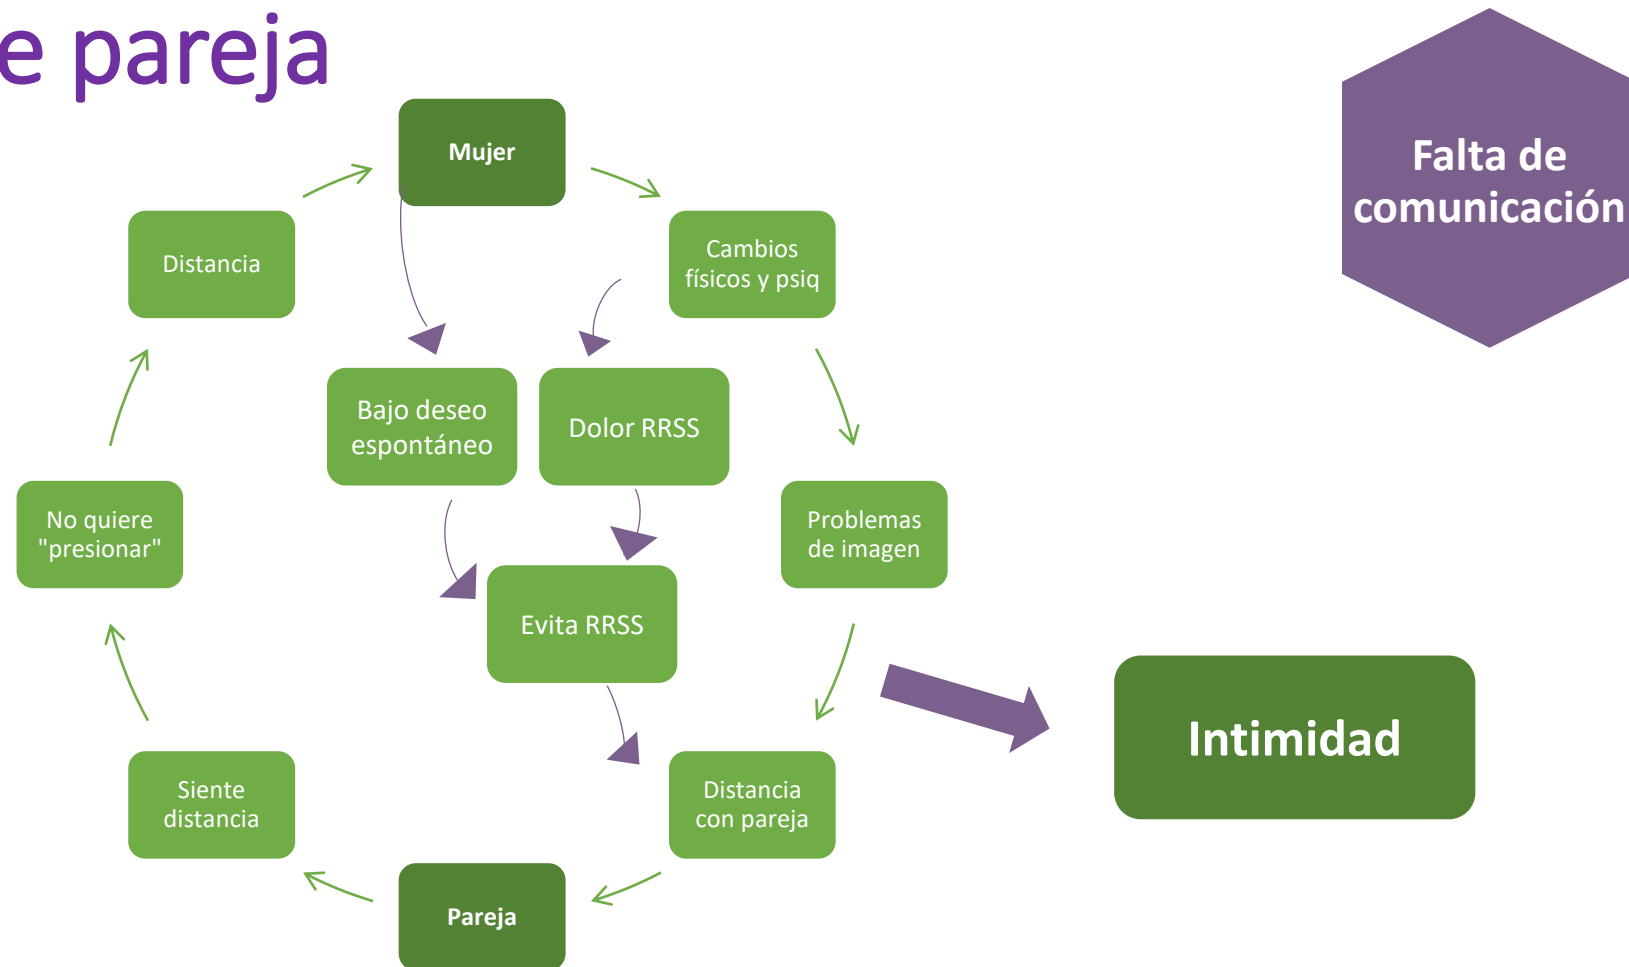 e pareja
Mujer
Falta de
comunicación
Distancia
Cambios
físicos y psiq
Bajo deseo
espontáneo
Dolor RRSS
No quiere
"presionar"
Problemas
de imagen
Evita RRSS
Intimidad
Siente
distancia
Distancia
con pareja
Pareja